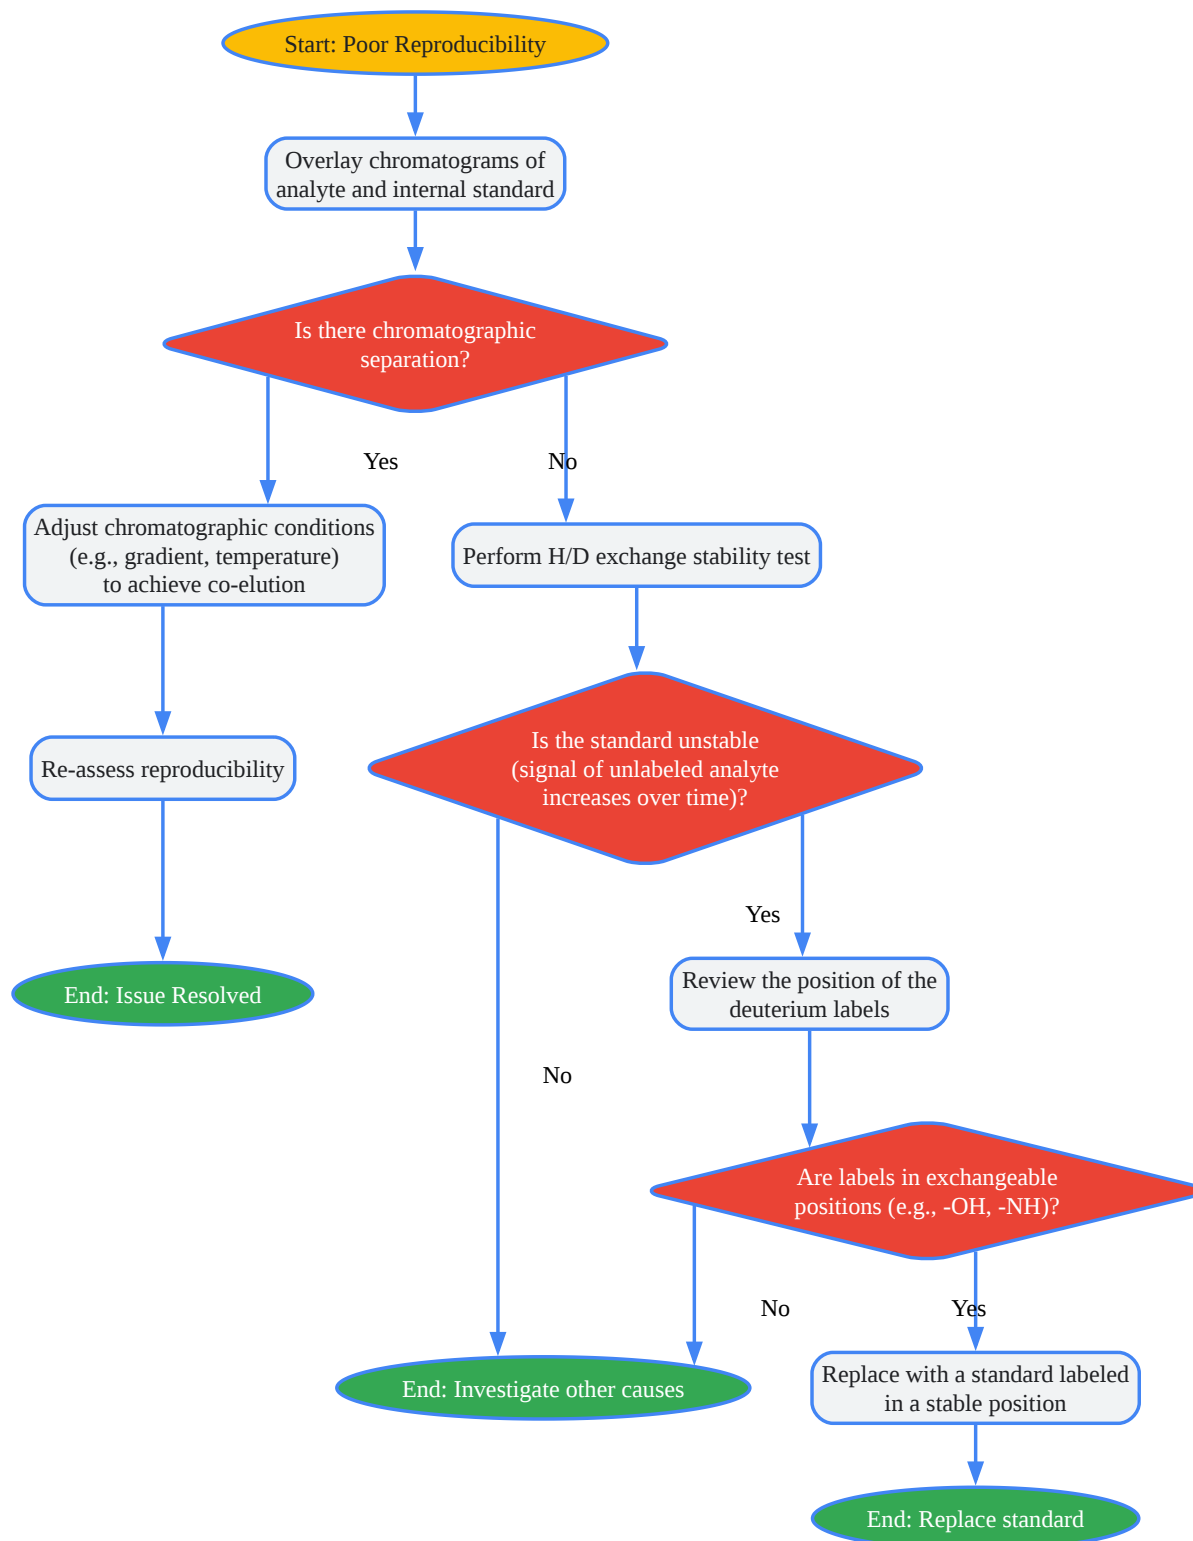 Start: Poor Reproducibility
Overlay chromatograms of
analyte and internal standard
Is there chromatographic
separation?
Yes
No
Adjust chromatographic conditions
(e.g., gradient, temperature)
to achieve co-elution
Perform H/D exchange stability test
Re-assess reproducibility
Is the standard unstable
(signal of unlabeled analyte
increases over time)?
Yes
Review the position of the
deuterium labels
End: Issue Resolved
No
Are labels in exchangeable
positions (e.g., -OH, -NH)?
No
Yes
End: Investigate other causes
Replace with a standard labeled
in a stable position
End: Replace standard